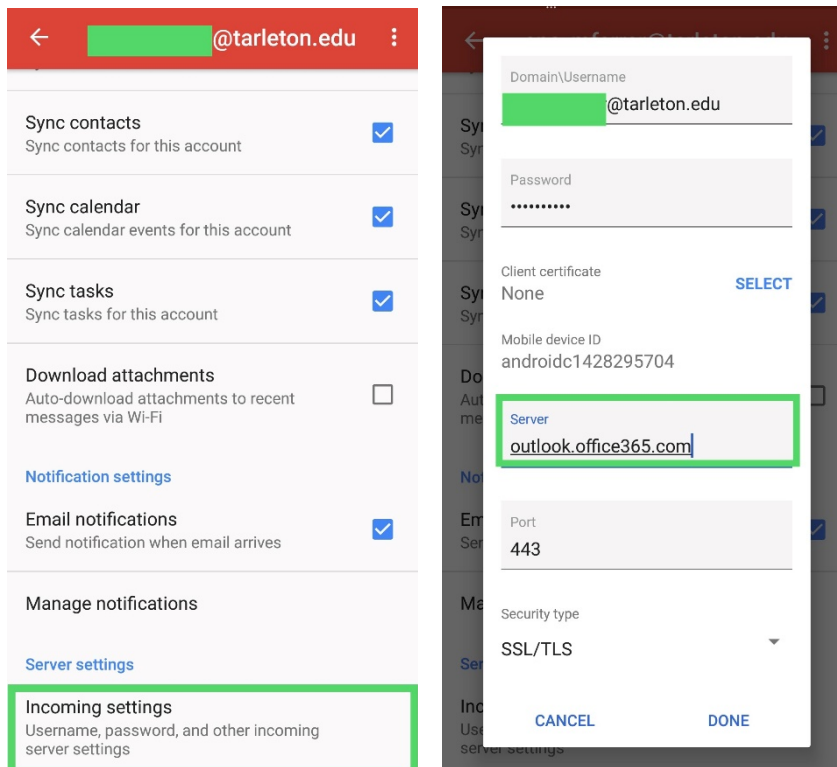 @tarleton.edu
Sync contacts
Sync contacts for this account
Sync calendar
Sync calendar events for this account
Sync tasks
Sync tasks for this account
Download attachments
Auto-download attachments to recent
messages via Wi-Fi
Notification settings
Email notifications
Send notification when email arrives
Manage notifications
Server settings
Incoming settings
Username, password, and other incoming
server settings
Domain\Username
@tarleton.edu
Password
••••••••••
Client certificate
None
SELECT
Mobile device ID
androidc1428295704
Server
outlook.office365.com
Port
443
Security type
SSL/TLS
CANCEL
DONE